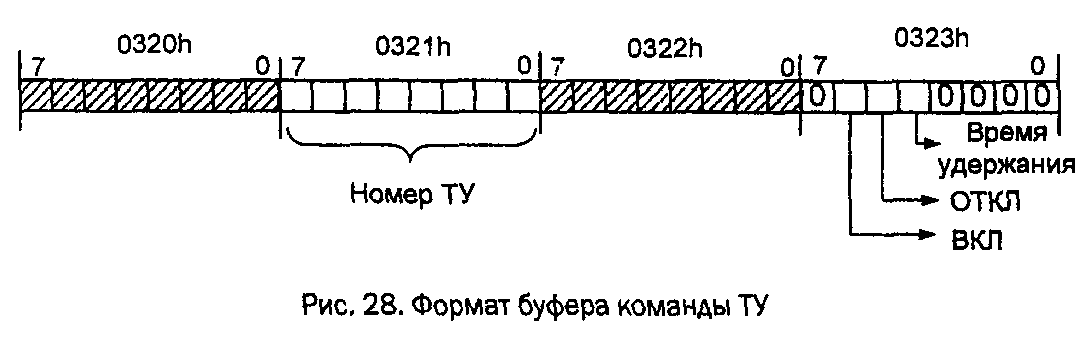 0320h 0321h 0322h 0323h
7 0 7 0 7 0 7 0
0 0 0 0 0
Номер ТУ
Время
удержания
ОТКЛ
ВКЛ
Рис. 28. Формат буфера команды ТУ